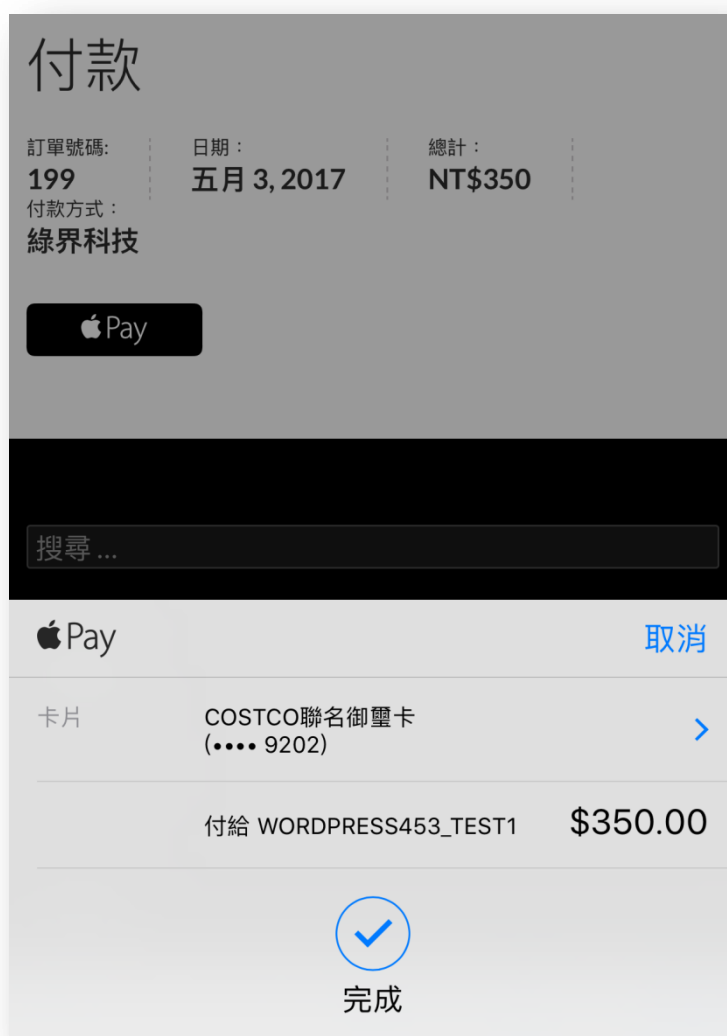 付款
訂單號碼:
199
日期：
五月 3, 2017
總計：
NT$350
付款方式：
綠界科技
Pay
搜尋 ...
Pay
取消
卡片
COSTCO聯名御璽卡
(•••• 9202)
付給 WORDPRESS453_TEST1
$350.00
完成